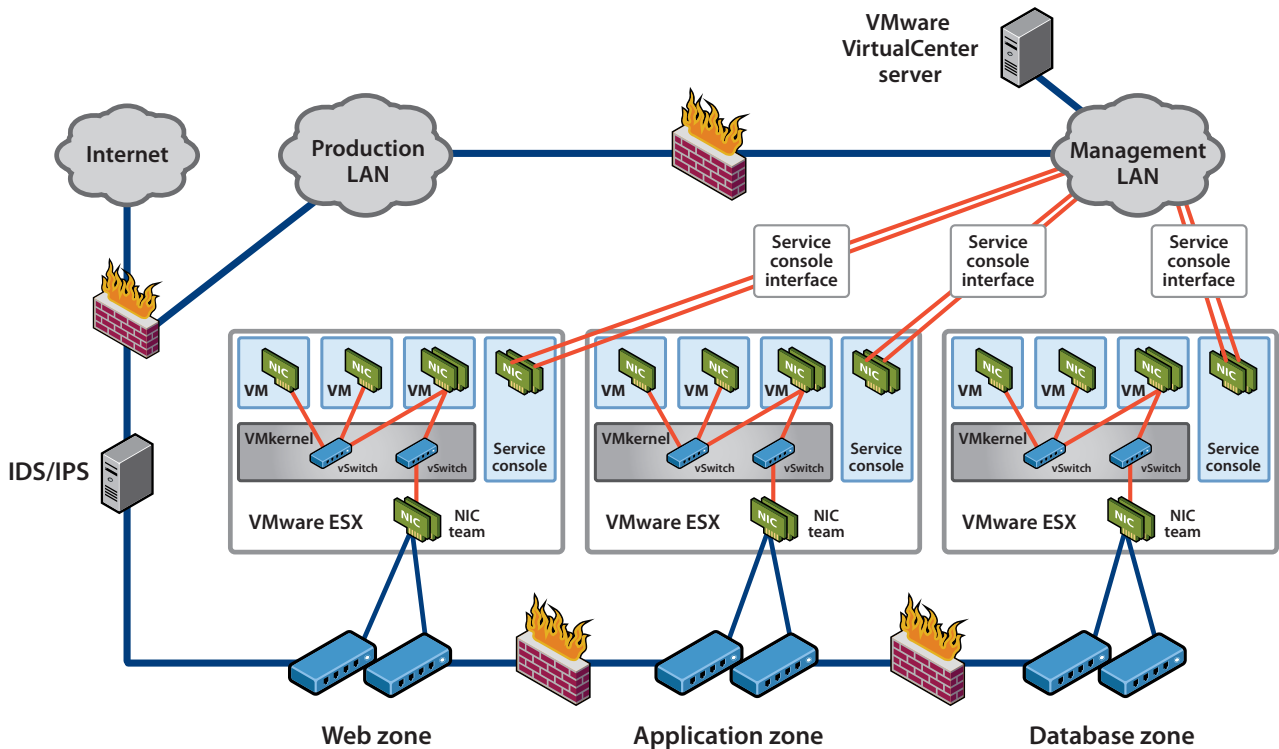 VMware
VirtualCenter
server
Internet
Production
LAN
Management
LAN
Service
console
interface
Service
console
interface
Service
console
interface
NIC
VM
NIC
VM
NIC
VM
NIC
VMkernel
vSwitch
vSwitch
Service
console
VMware ESX
NIC
NIC
team
NIC
VM
NIC
VM
NIC
VM
NIC
VMkernel
vSwitch
vSwitch
Service
console
VMware ESX
NIC
NIC
team
NIC
VM
NIC
VM
NIC
VM
NIC
VMkernel
vSwitch
vSwitch
Service
console
VMware ESX
NIC
NIC
team
IDS/IPS
Web zone
Application zone
Database zone